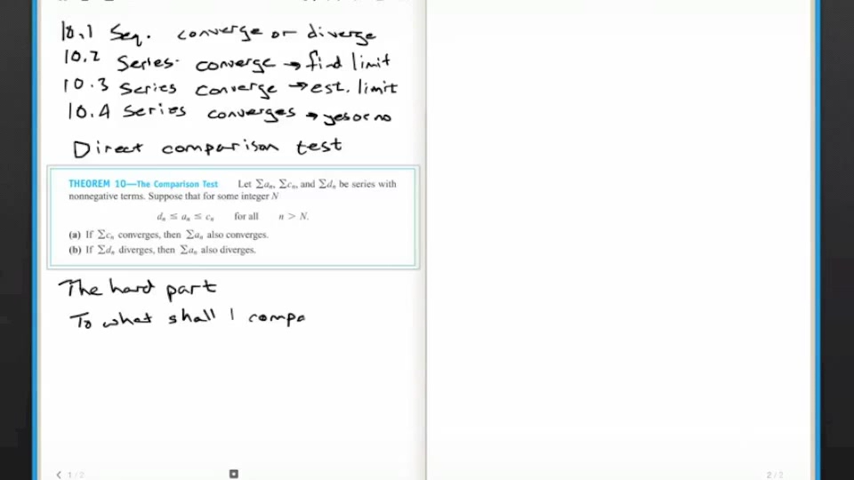 10.1 Seq. converge or diverge
10.2 Series. converge → find limit
10.3 Series converge → est. limit
10.4 Series converges → yes or no
Direct comparison test
THEOREM 10—The Comparison Test Let Σaₙ, Σcₙ, and Σdₙ be series with
nonnegative terms. Suppose that for some integer N
dₙ ≤ aₙ ≤ cₙ for all n > N.
(a) If Σcₙ converges, then Σaₙ also converges.
(b) If Σdₙ diverges, then Σaₙ also diverges.
The hard part
To what shall I compa